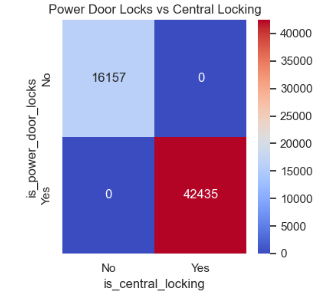 Power Door Locks vs Central Locking
is_power_door_locks
No
Yes
16157
0
0
42435
No
Yes
is_central_locking
40000
35000
30000
25000
20000
15000
10000
5000
0